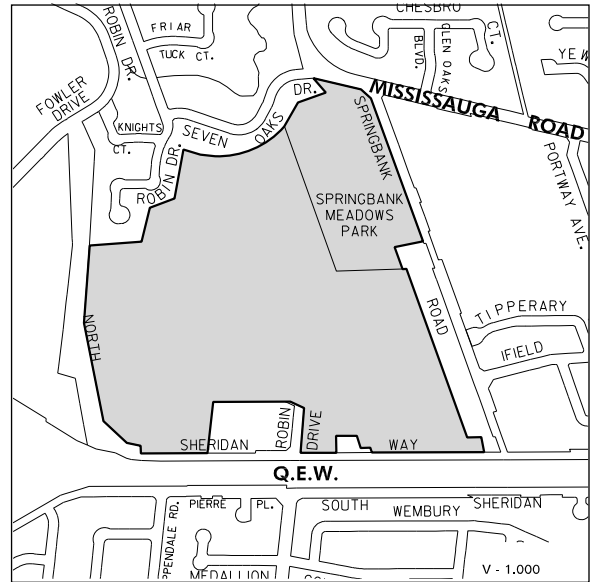 CHESBRO
CT.
GLEN OAKS
BLVD.
YEW
ROBIN DR.
FRIAR
TUCK CT.
FOWLER
DRIVE
MISSISSAUGA ROAD
KNIGHTS
CT.
SEVEN OAKS DR.
ROBIN DR.
SPRINGBANK
SPRINGBANK
MEADOWS
PARK
PORTWAY AVE.
ROAD
TIPPERARY
IFIELD
NORTH
SHERIDAN
ROBIN
DRIVE
WAY
Q.E.W.
PIERRE PL.
SOUTH
WEMBURY
SHERIDAN
PPENDALE RD.
MEDALLION
V - 1.000